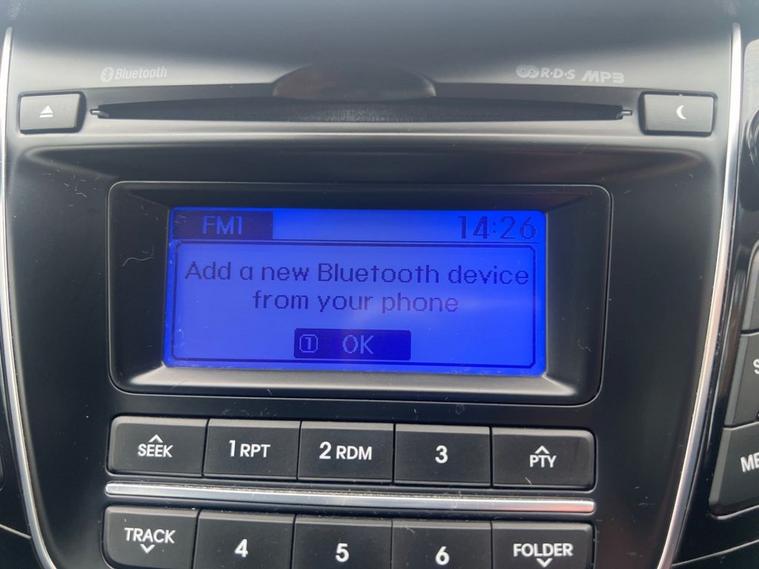 Bluetooth
R·D·S MP3
FM1 14:26
Add a new Bluetooth device
from your phone
1 OK
SEEK 1 RPT 2 RDM 3 PTY
TRACK 4 5 6 FOLDER